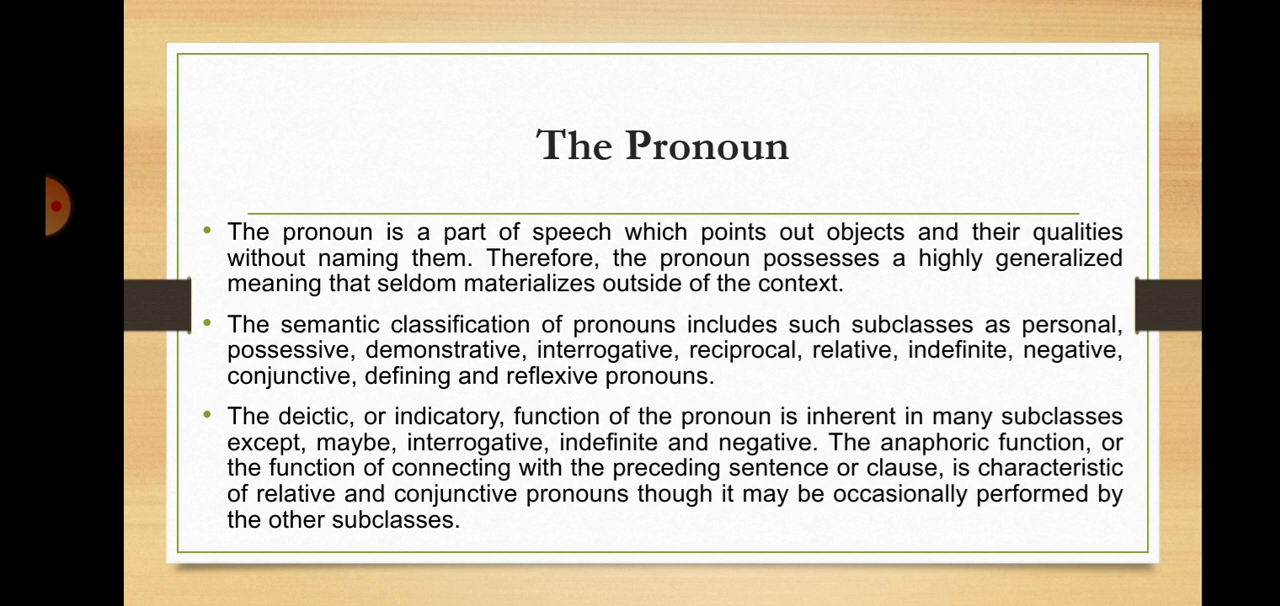 The Pronoun
• The pronoun is a part of speech which points out objects and their qualities
without naming them. Therefore, the pronoun possesses a highly generalized
meaning that seldom materializes outside of the context.
• The semantic classification of pronouns includes such subclasses as personal,
possessive, demonstrative, interrogative, reciprocal, relative, indefinite, negative,
conjunctive, defining and reflexive pronouns.
• The deictic, or indicatory, function of the pronoun is inherent in many subclasses
except, maybe, interrogative, indefinite and negative. The anaphoric function, or
the function of connecting with the preceding sentence or clause, is characteristic
of relative and conjunctive pronouns though it may be occasionally performed by
the other subclasses.